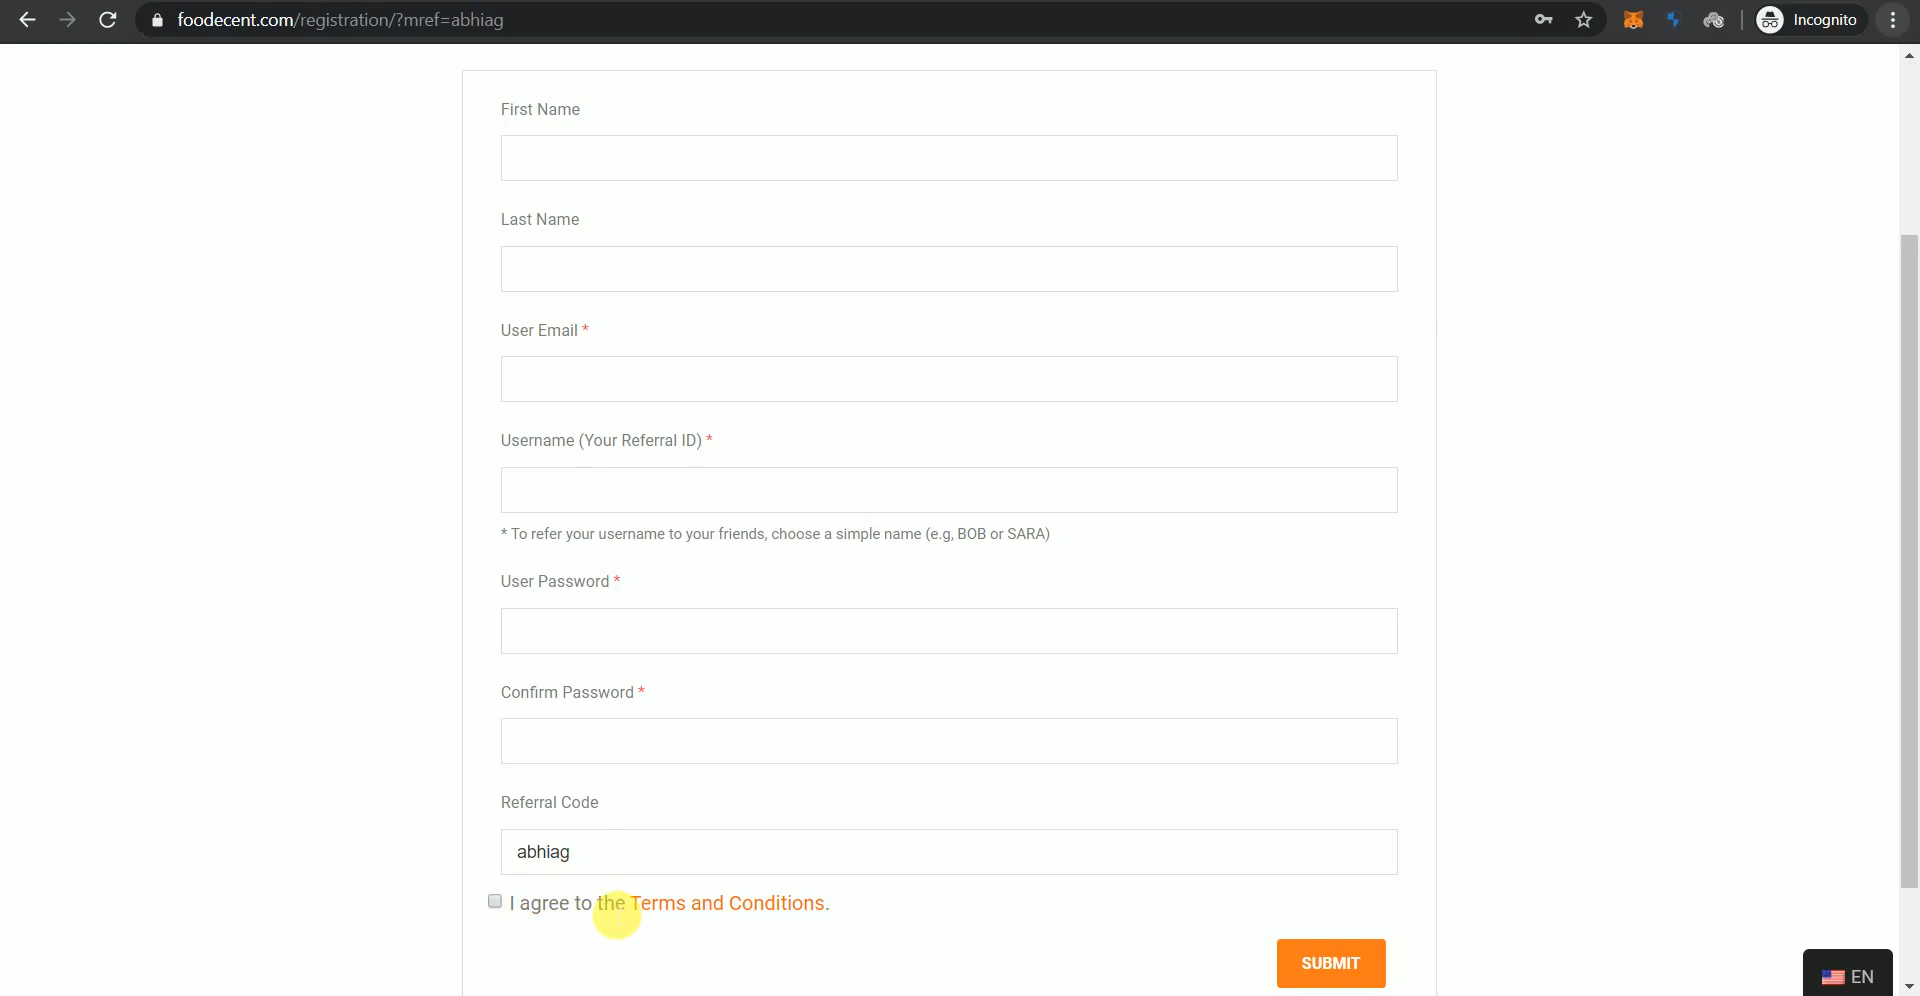 foodecent.com/registration/?mref=abhiag
Incognito
First Name
Last Name
User Email *
Username (Your Referral ID) *
* To refer your username to your friends, choose a simple name (e.g, BOB or SARA)
User Password *
Confirm Password *
Referral Code
abhiag
I agree to the Terms and Conditions.
SUBMIT
EN